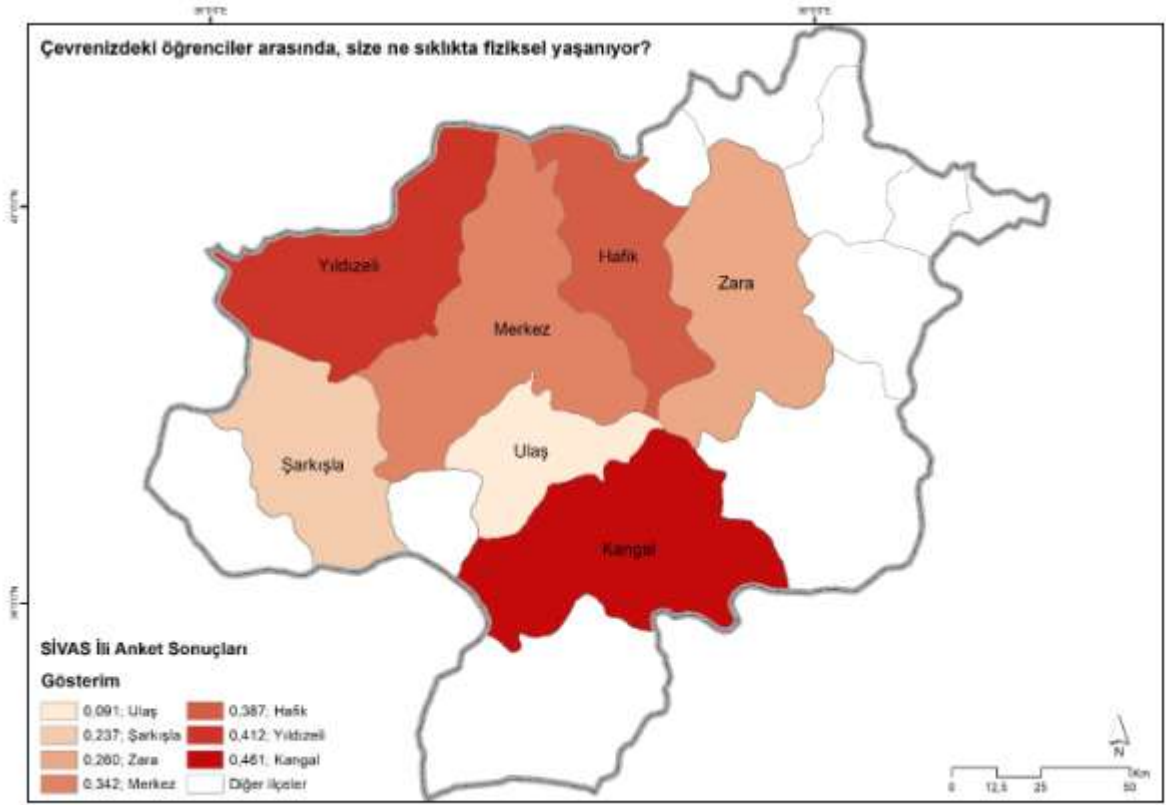 Çevrenizdeki öğrenciler arasında, size ne sıklıkta fiziksel yaşanıyor?
Yıldızeli
Hafik
Zara
Merkez
Şarkışla
Ulaş
Kangal
SİVAS İli Anket Sonuçları
Gösterim
0,091; Ulaş
0,237; Şarkışla
0,260; Zara
0,342; Merkez
0,387; Hafik
0,412; Yıldızeli
0,461; Kangal
Diğer ilçeler
N
Km
0 12,5 25 50